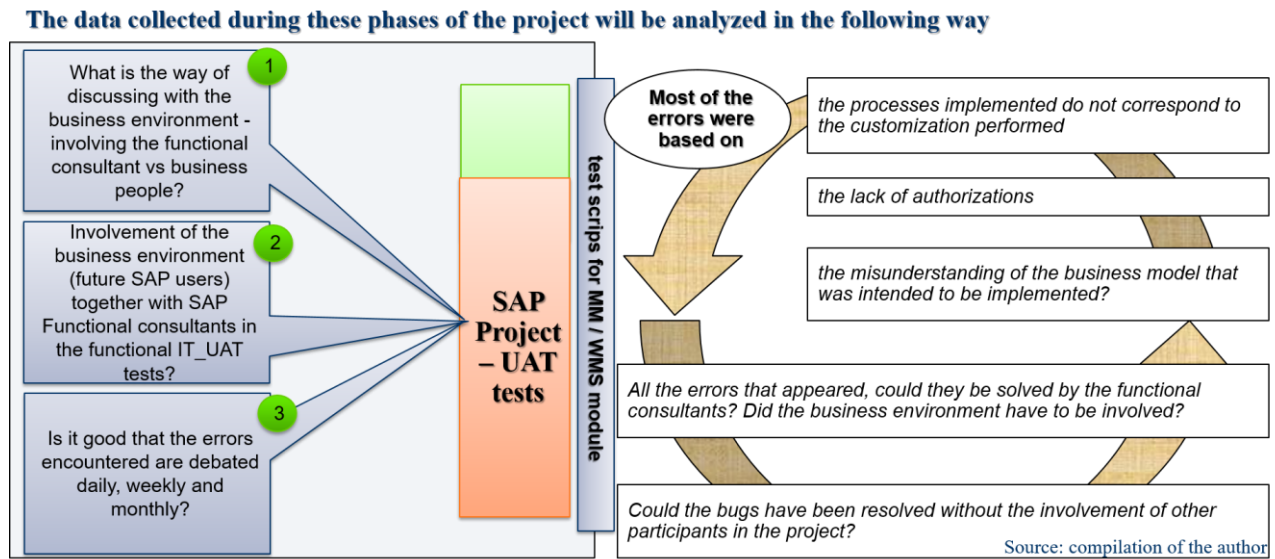 The data collected during these phases of the project will be analyzed in the following way
1
What is the way of
discussing with the
business environment -
involving the functional
consultant vs business
people?
2
Involvement of the
business environment
(future SAP users)
together with SAP
Functional consultants in
the functional IT_UAT
tests?
3
Is it good that the errors
encountered are debated
daily, weekly and
monthly?
SAP
Project
– UAT
tests
test scrips for MM / WMS module
Most of the
errors were
based on
the processes implemented do not correspond to
the customization performed
the lack of authorizations
the misunderstanding of the business model that
was intended to be implemented?
All the errors that appeared, could they be solved by the functional
consultants? Did the business environment have to be involved?
Could the bugs have been resolved without the involvement of other
participants in the project?
Source: compilation of the author